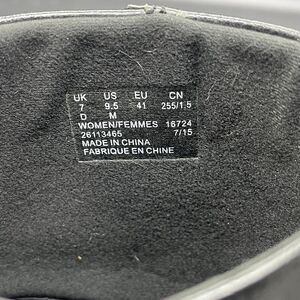 UK US EU CN
7 9.5 41 255/1.5
D M
WOMEN/FEMMES 16724
26113465 7/15
MADE IN CHINA
FABRIQUE EN CHINE